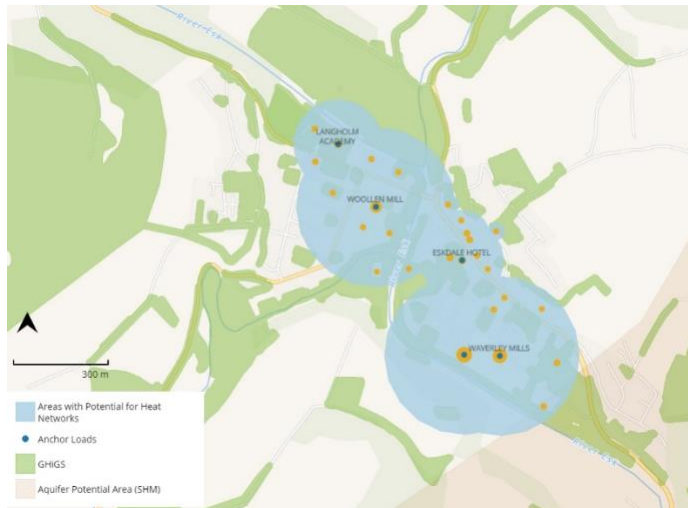 River Esk
LANGHOLM
ACADEMY
WOOLLEN MILL
ESKDALE HOTEL
WAVERLEY MILLS
River Esk
300 m
Areas with Potential for Heat
Networks
Anchor Loads
GHIGS
Aquifer Potential Area (SHM)